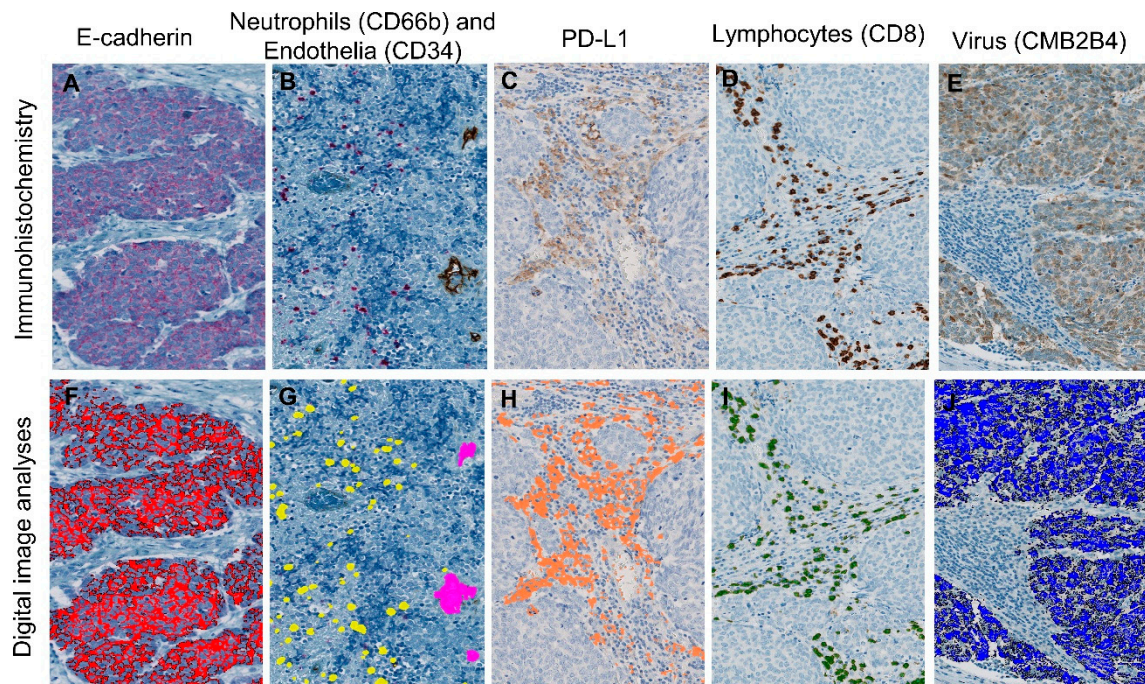 E-cadherin
Neutrophils (CD66b) and
Endothelia (CD34)
PD-L1
Lymphocytes (CD8)
Virus (CMB2B4)
Immunohistochemistry
A
B
C
D
E
Digital image analyses
F
G
H
I
J